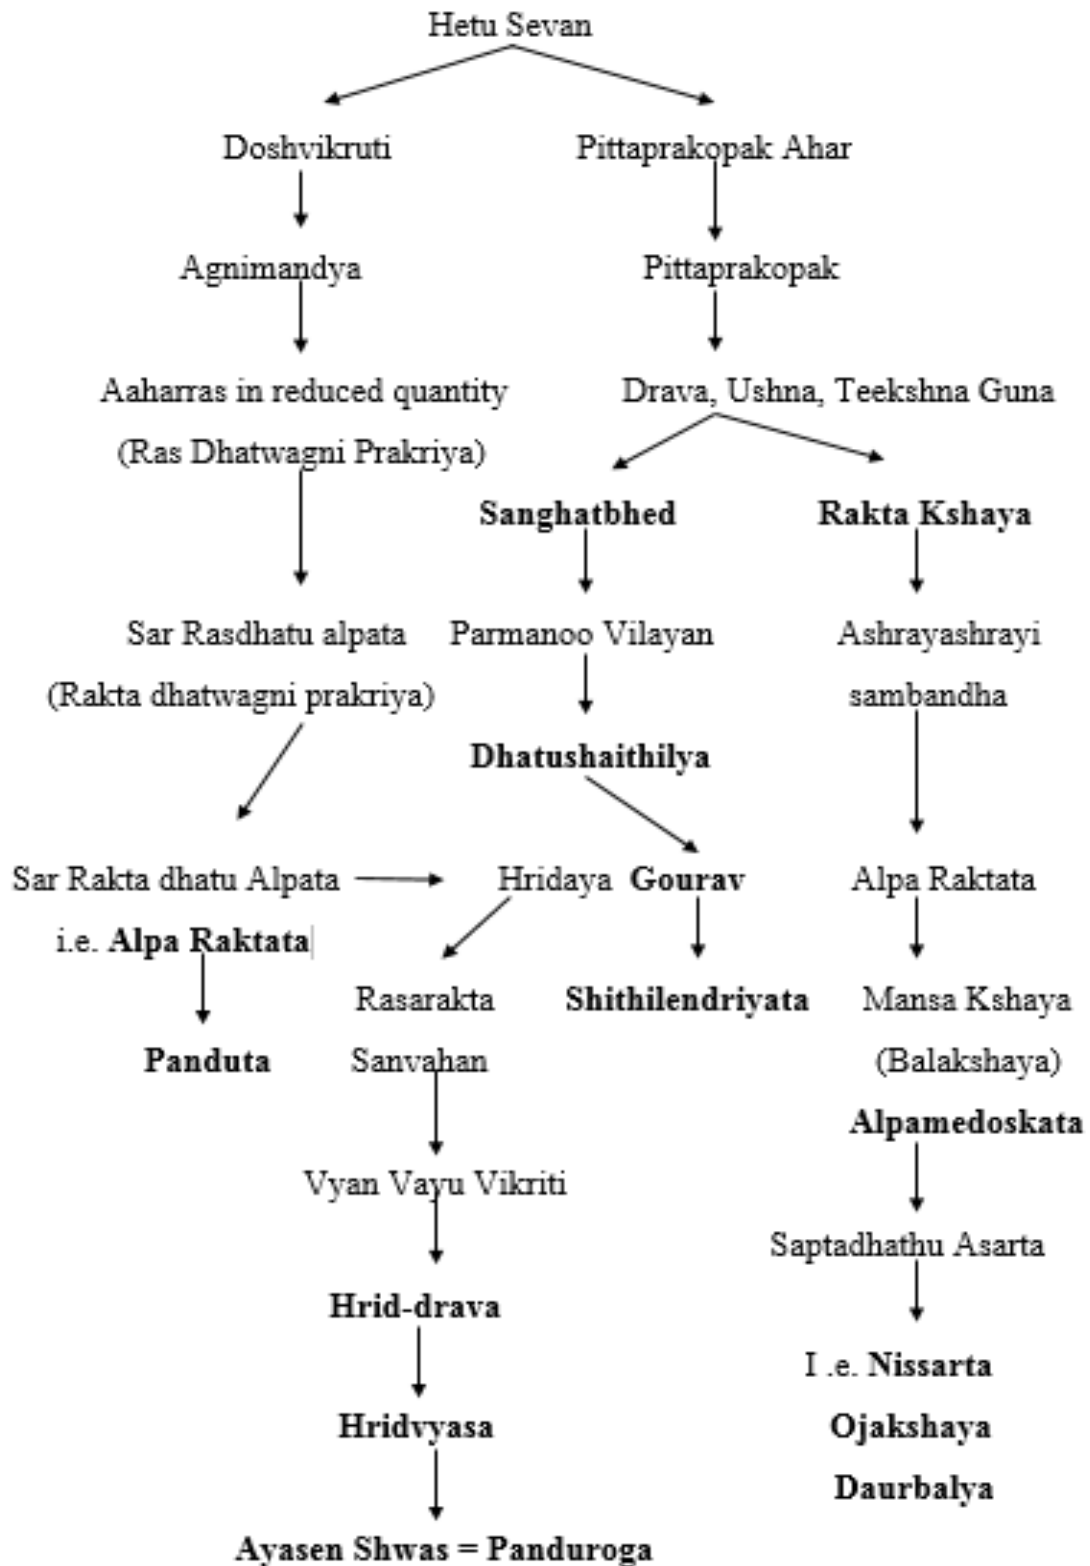 Hetu Sevan
Doshvikruti Pittaprakopak Ahar
Agnimandya Pittaprakopak
Aaharras in reduced quantity Drava, Ushna, Teekshna Guna
(Ras Dhatwagni Prakriya)
Sanghatbhed Rakta Kshaya
Sar Rasdhatu alpata Parmanoo Vilayan Ashrayashrayi
(Rakta dhatwagni prakriya) sambandha
Dhatushaithilya
Sar Rakta dhatu Alpata Hridaya Gourav Alpa Raktata
i.e. Alpa Raktata
Rasarakta Shithilendriyata Mansa Kshaya
Panduta Sanvahan (Balakshaya)
Alpamedoskata
Vyan Vayu Vikriti
Saptadhathu Asarta
Hrid-drava
I .e. Nissarta
Hridvyasa Ojakshaya
Daurbalya
Ayasen Shwas = Panduroga